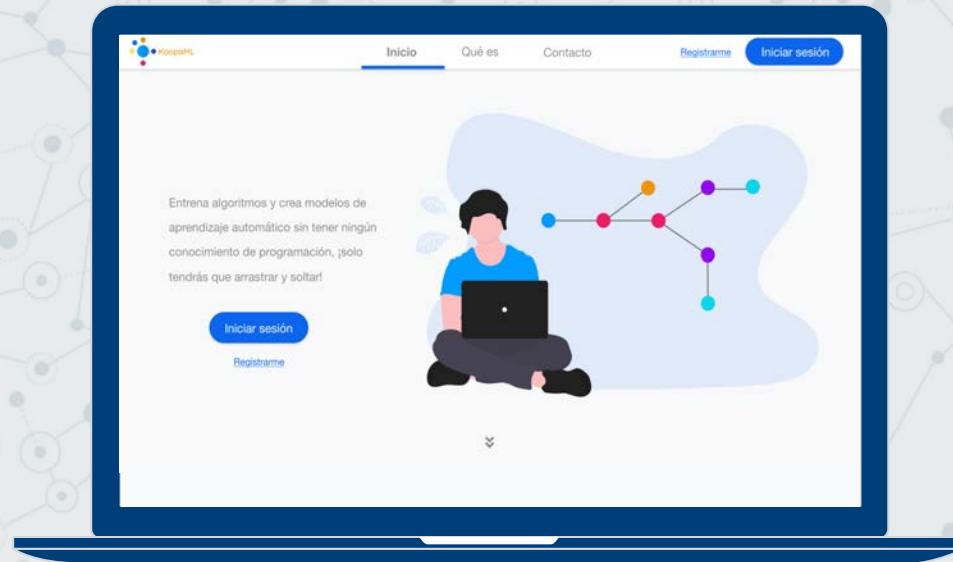 KoopaML
Inicio
Qué es
Contacto
Registrarme
Iniciar sesión
Entrena algoritmos y crea modelos de
aprendizaje automático sin tener ningún
conocimiento de programación, ¡solo
tendrás que arrastrar y soltar!
Iniciar sesión
Registrarme